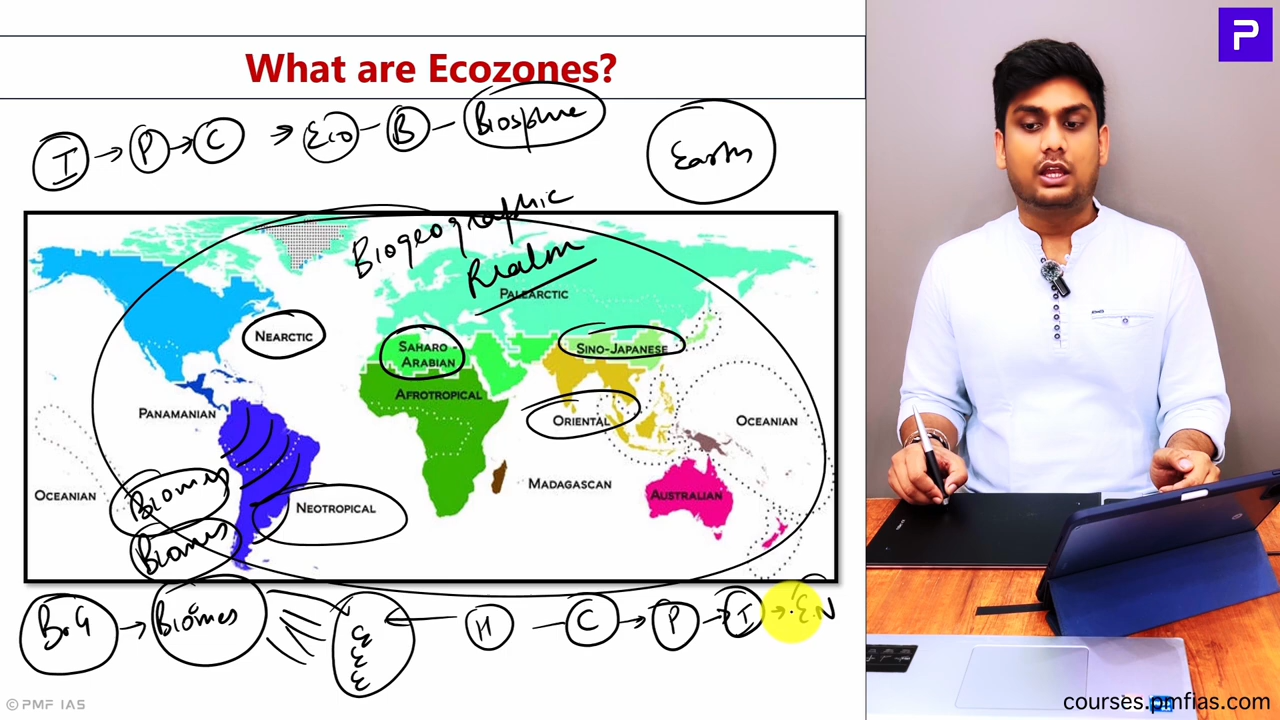 P
What are Ecozones?
I → P → C → Eco - B - Biosphere
Earth
Biogeographic
Realm
PALEARCTIC
NEARCTIC
SAHARO-
ARABIAN
SINO-JAPANESE
AFROTROPICAL
PANAMANIAN
ORIENTAL
OCEANIAN
OCEANIAN
MADAGASCAN
AUSTRALIAN
NEOTROPICAL
Biomes
Biomes
B.G → Biomes
H - C → P → I → E.N
© PMF IAS
courses.pmfias.com